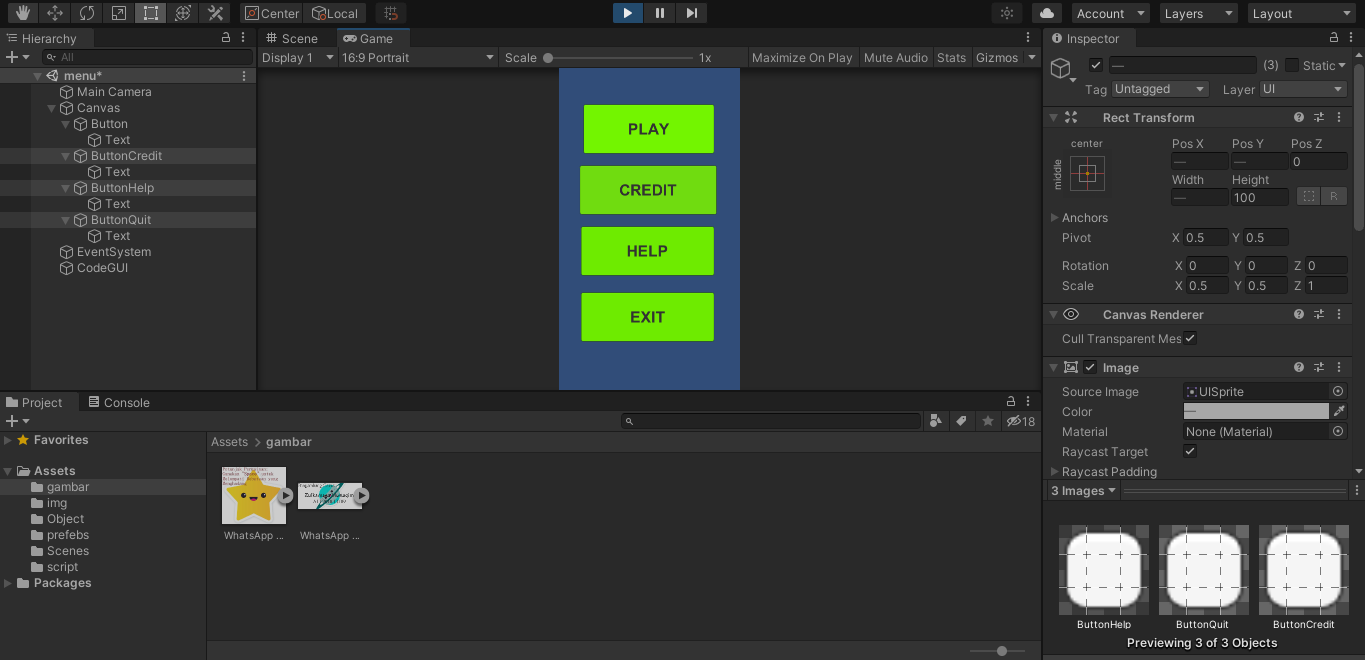 Center Local Account Layers Layout
Hierarchy
All
menu*
Main Camera
Canvas
Button
Text
ButtonCredit
Text
ButtonHelp
Text
ButtonQuit
Text
EventSystem
CodeGUI
Scene Game
Display 1 16:9 Portrait Scale 1x Maximize On Play Mute Audio Stats Gizmos
PLAY
CREDIT
HELP
EXIT
Inspector
— (3) Static
Tag Untagged Layer UI
Rect Transform
center
middle
Pos X Pos Y Pos Z
— — 0
Width Height
— 100 R
Anchors
Pivot X 0.5 Y 0.5
Rotation X 0 Y 0 Z 0
Scale X 0.5 Y 0.5 Z 1
Canvas Renderer
Cull Transparent Mes
Image
Source Image UISprite
Color —
Material None (Material)
Raycast Target
Raycast Padding
3 Images
ButtonHelp ButtonQuit ButtonCredit
Previewing 3 of 3 Objects
Project Console
18
Favorites
Assets
gambar
img
Object
prefebs
Scenes
script
Packages
Assets > gambar
WhatsApp ... WhatsApp ...